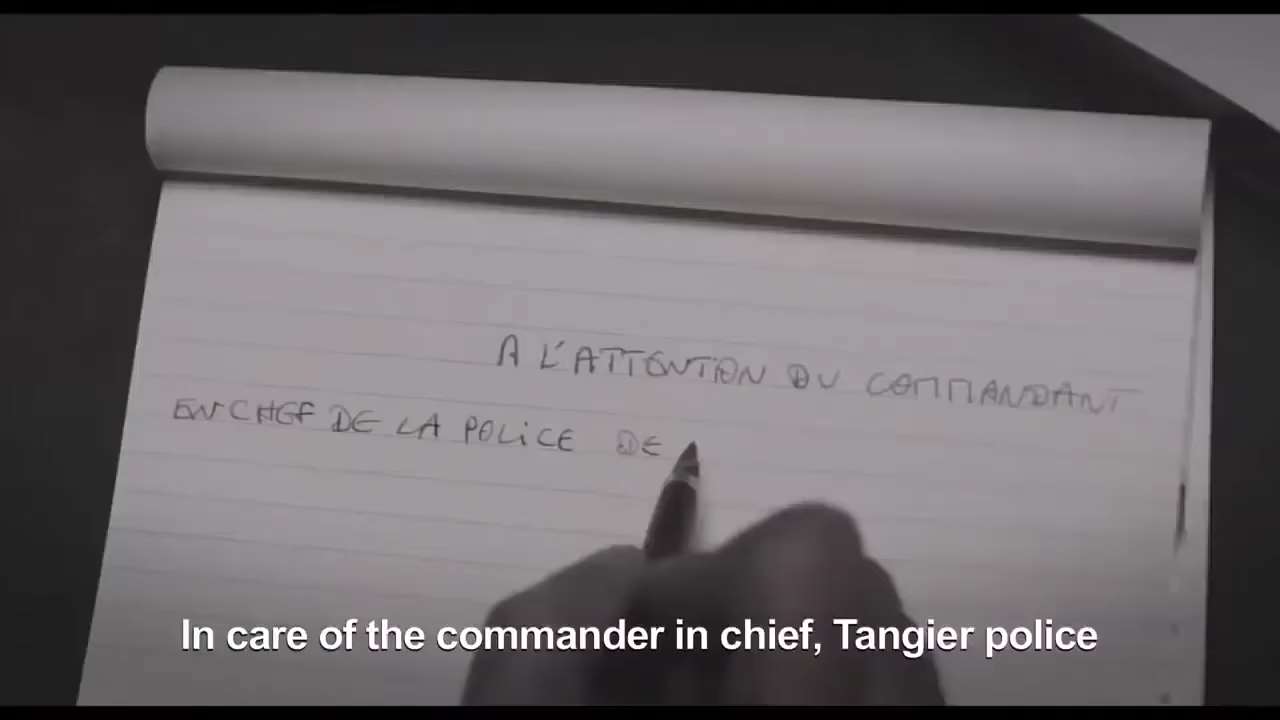 A L'ATTENTION DU COMMANDANT
EN CHEF DE LA POLICE DE
In care of the commander in chief, Tangier police